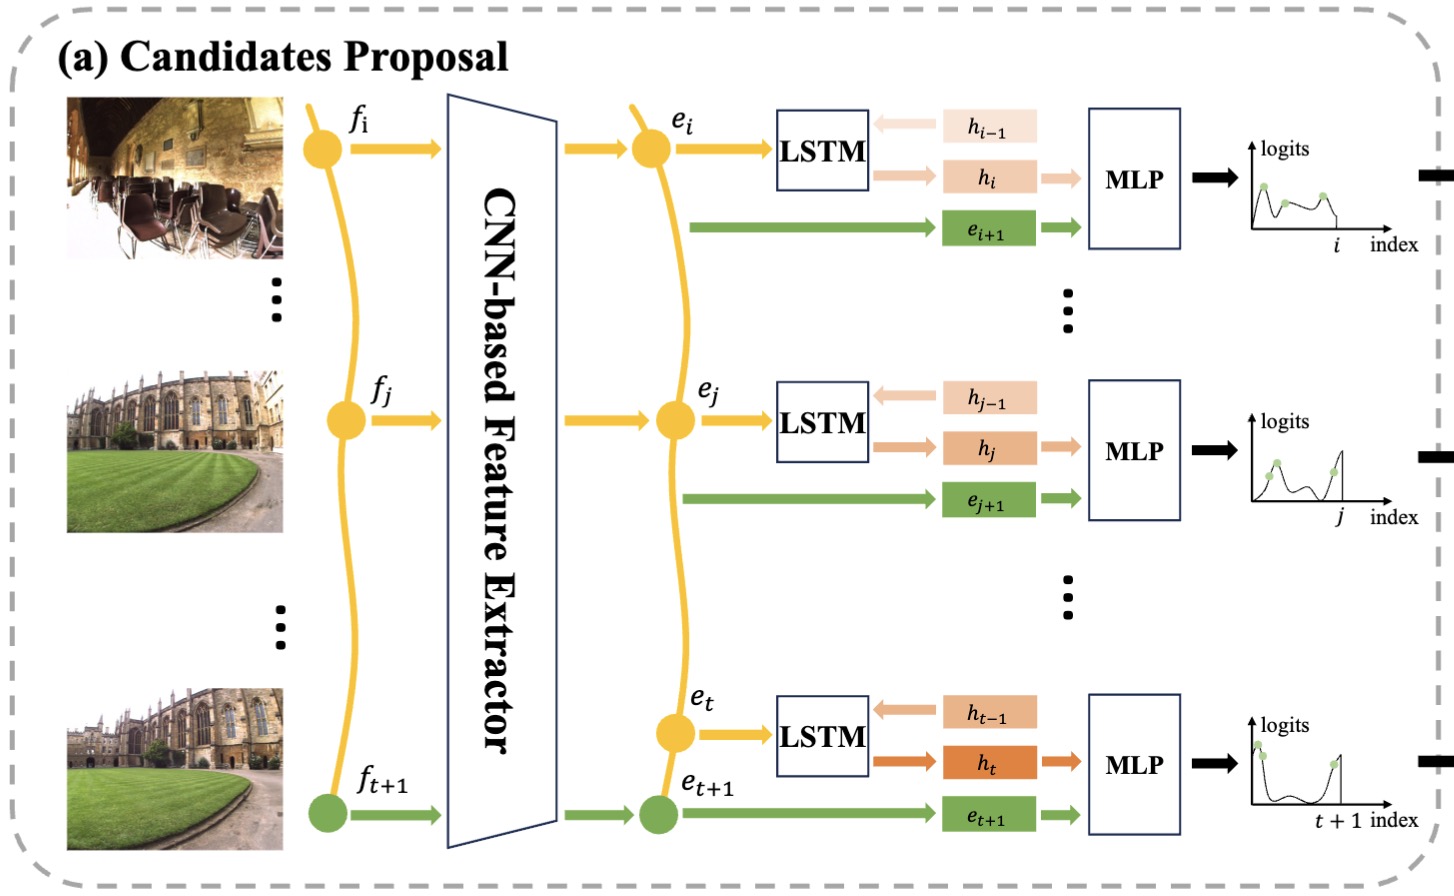 (a) Candidates Proposal
f_i
e_i
LSTM
h_{i-1}
h_i
e_{i+1}
MLP
logits
i
index
CNN-based Feature Extractor
f_j
e_j
LSTM
h_{j-1}
h_j
e_{j+1}
MLP
logits
j
index
e_t
LSTM
h_{t-1}
h_t
MLP
logits
f_{t+1}
e_{t+1}
e_{t+1}
t + 1
index